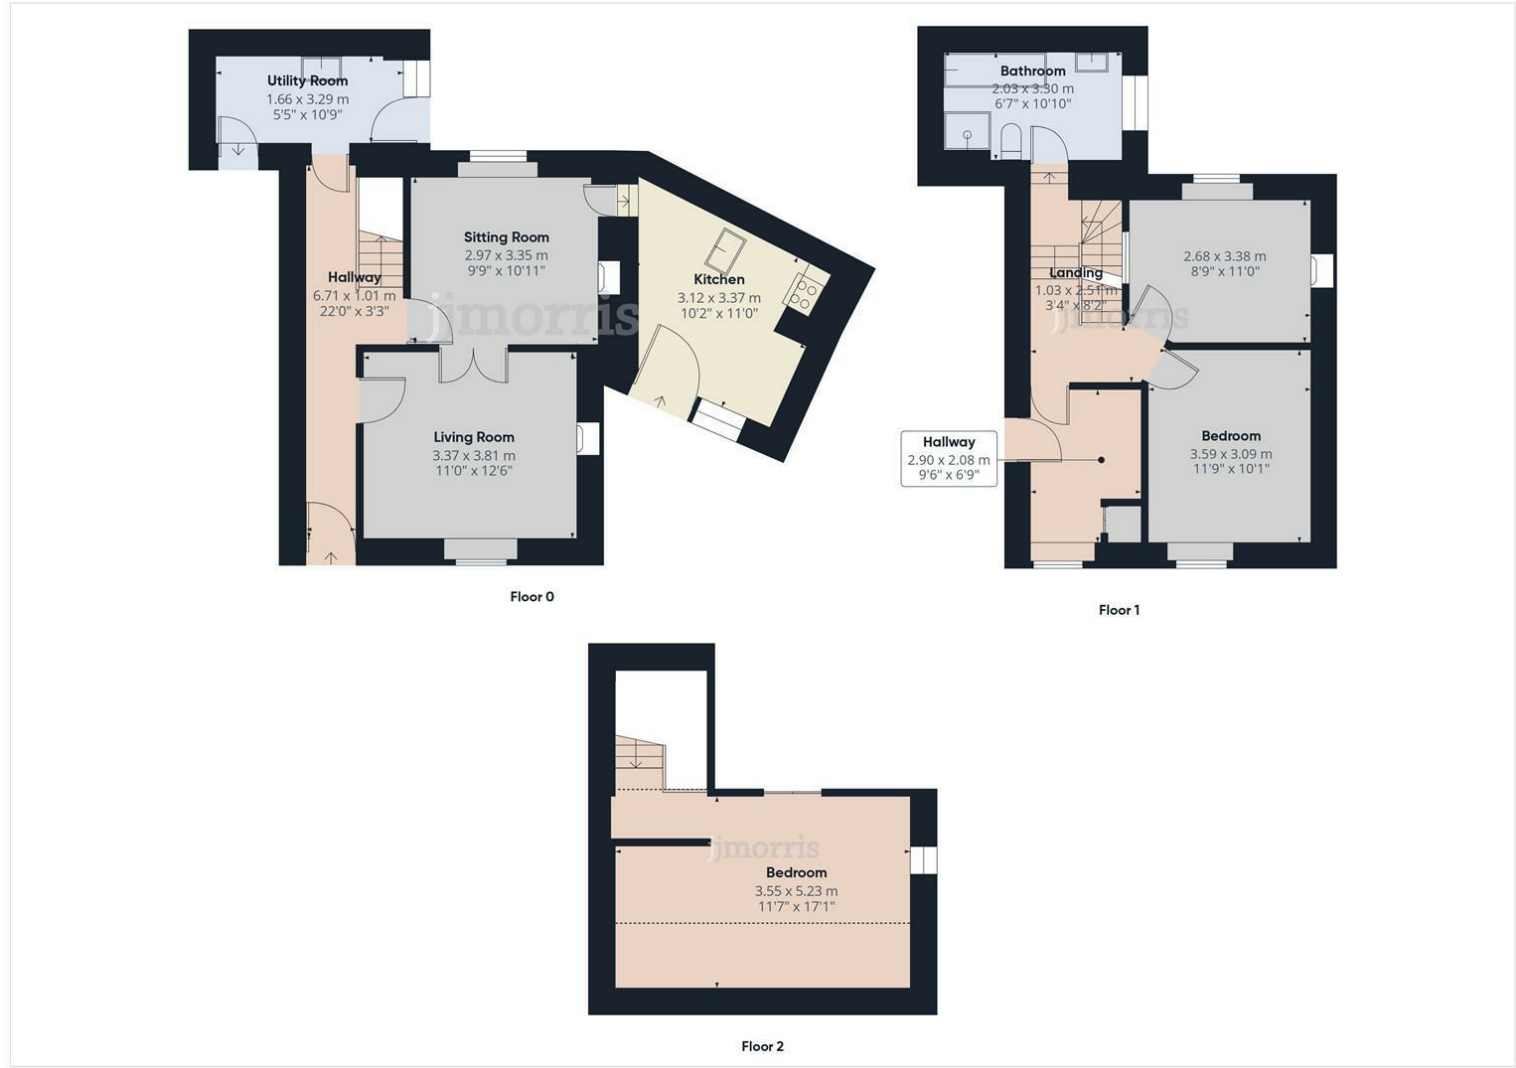 Utility Room
1.66 x 3.29 m
5'5" x 10'9"
Sitting Room
2.97 x 3.35 m
9'9" x 10'11"
Hallway
6.71 x 1.01 m
22'0" x 3'3"
Kitchen
3.12 x 3.37 m
10'2" x 11'0"
jjmorris
Living Room
3.37 x 3.81 m
11'0" x 12'6"
Floor 0
Bathroom
2.03 x 3.30 m
6'7" x 10'10"
2.68 x 3.38 m
8'9" x 11'0"
Landing
1.03 x 2.51 m
3'4" x 8'2"
jjmorris
Hallway
2.90 x 2.08 m
9'6" x 6'9"
Bedroom
3.59 x 3.09 m
11'9" x 10'1"
Floor 1
jjmorris
Bedroom
3.55 x 5.23 m
11'7" x 17'1"
Floor 2